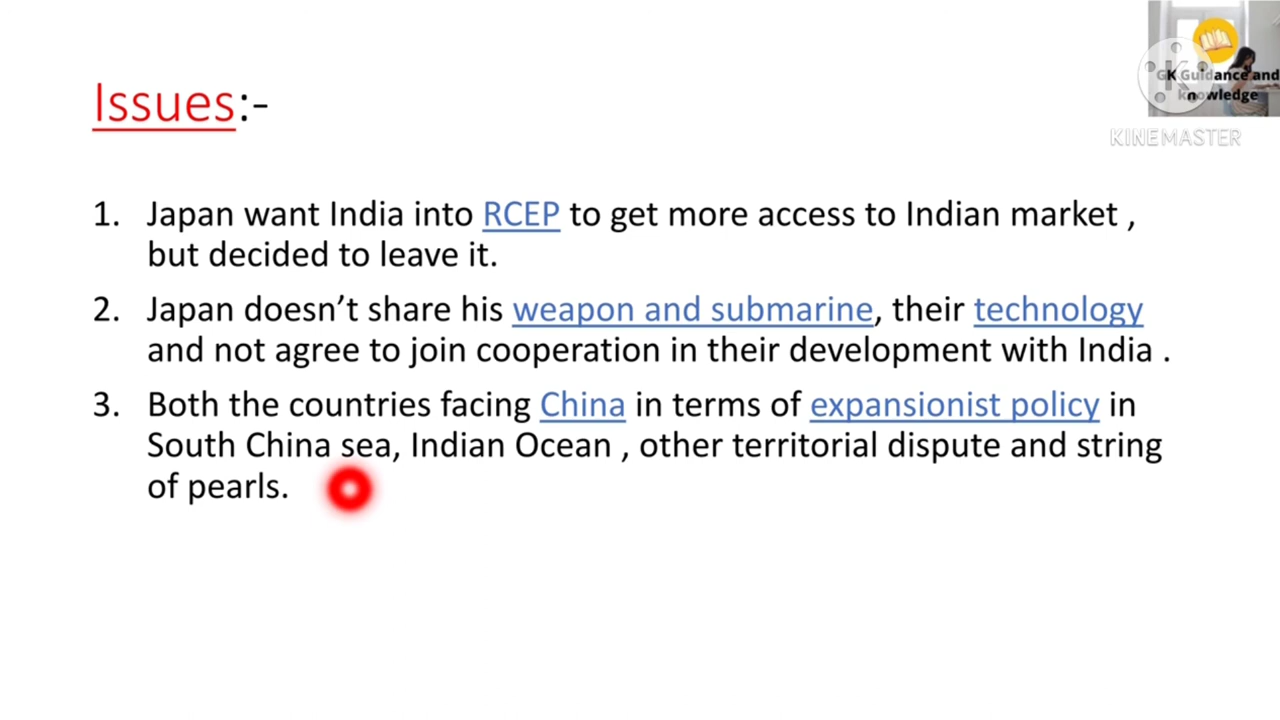 GK Guidance and
knowledge
KINEMASTER
Issues:-
1. Japan want India into RCEP to get more access to Indian market ,
but decided to leave it.
2. Japan doesn’t share his weapon and submarine, their technology
and not agree to join cooperation in their development with India .
3. Both the countries facing China in terms of expansionist policy in
South China sea, Indian Ocean , other territorial dispute and string
of pearls.